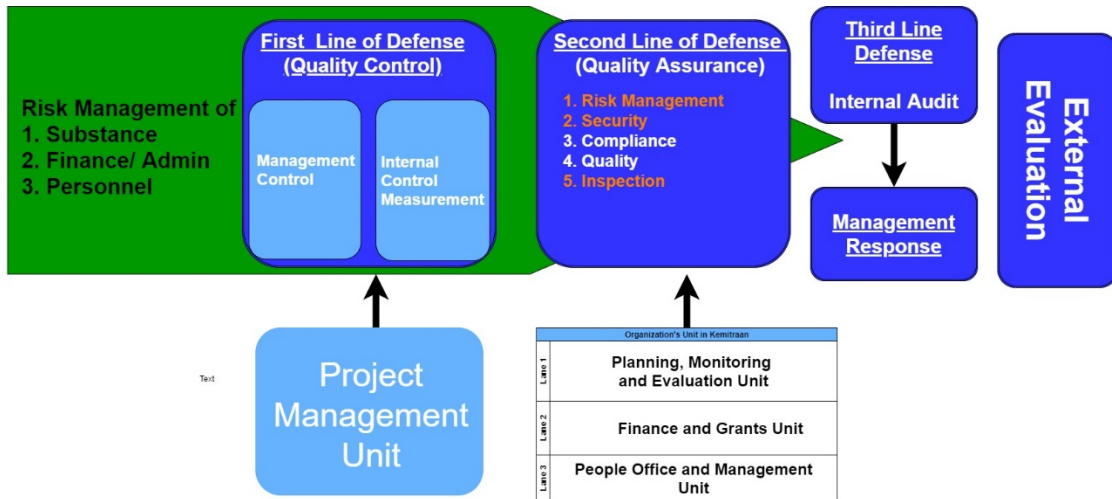 Risk Management of
1. Substance
2. Finance/ Admin
3. Personnel
First Line of Defense
(Quality Control)
Management
Control
Internal
Control
Measurement
Second Line of Defense
(Quality Assurance)
1. Risk Management
2. Security
3. Compliance
4. Quality
5. Inspection
Third Line
Defense
Internal Audit
Management
Response
External
Evaluation
Text
Project
Management
Unit
Organization's Unit in Kemitraan
Lane 1
Planning, Monitoring
and Evaluation Unit
Lane 2
Finance and Grants Unit
Lane 3
People Office and Management
Unit